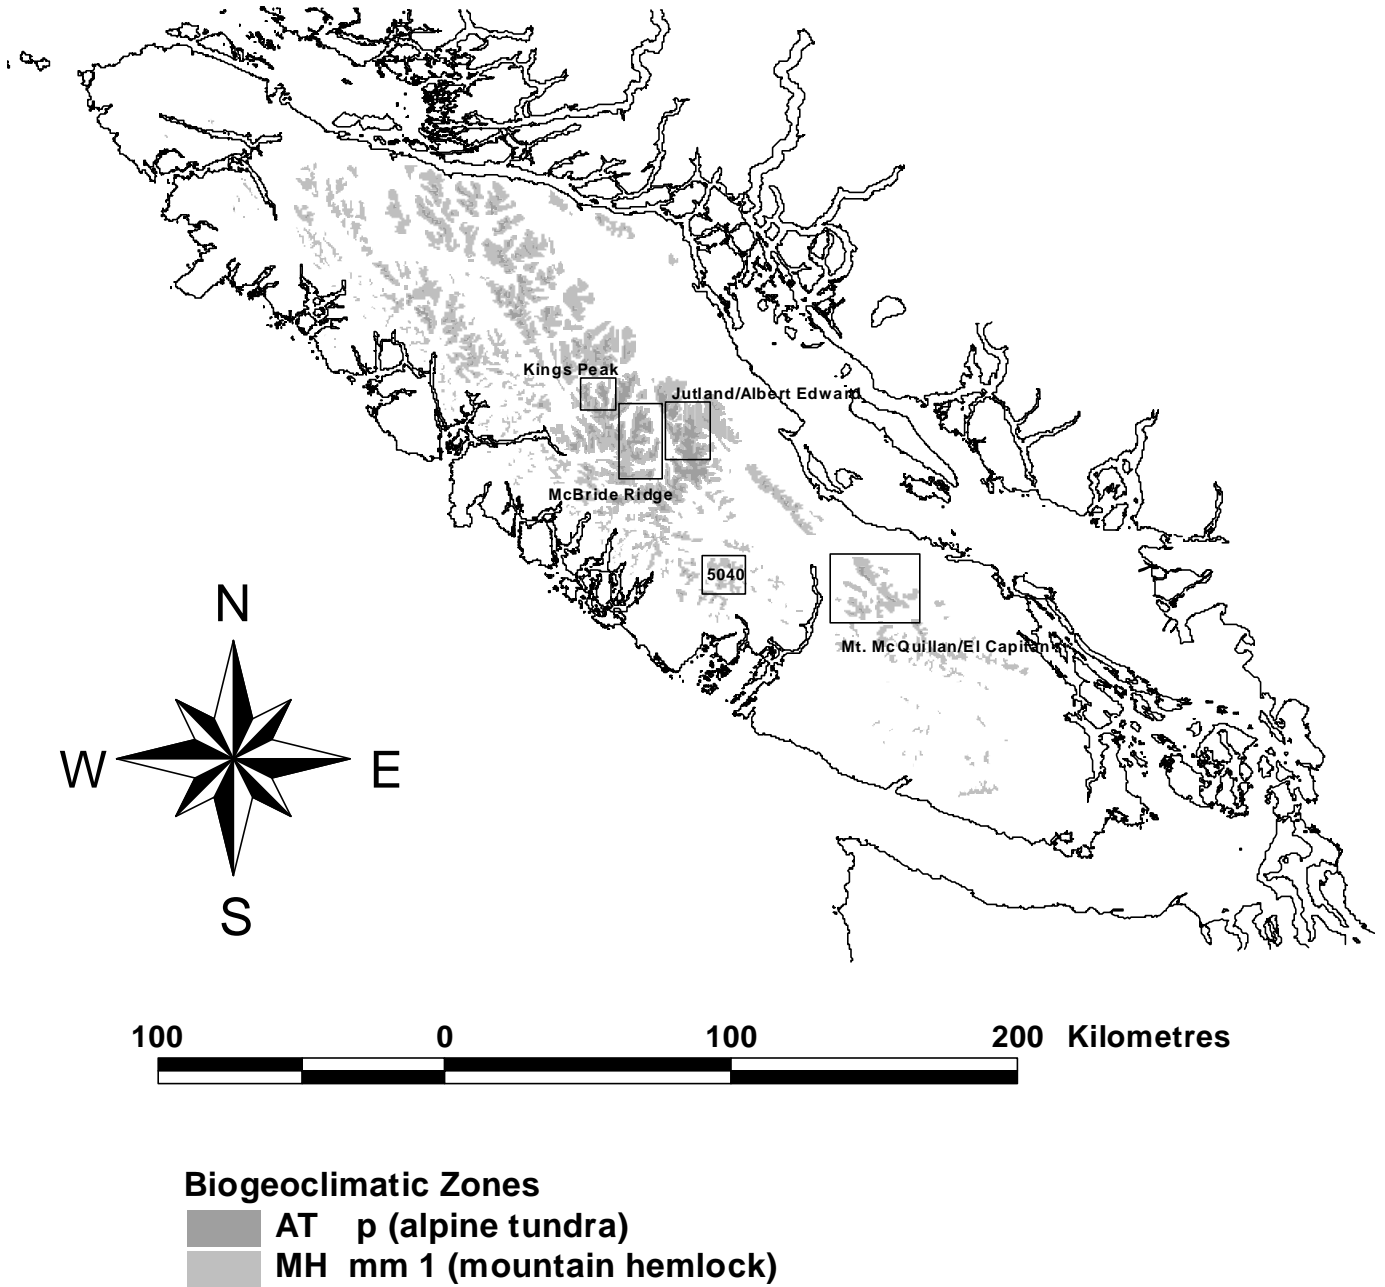 Kings Peak
Jutland/Albert Edward
McBride Ridge
5040
Mt. McQuillan/El Capitan
N
W E
S
100 0 100 200 Kilometres
Biogeoclimatic Zones
AT p (alpine tundra)
MH mm 1 (mountain hemlock)